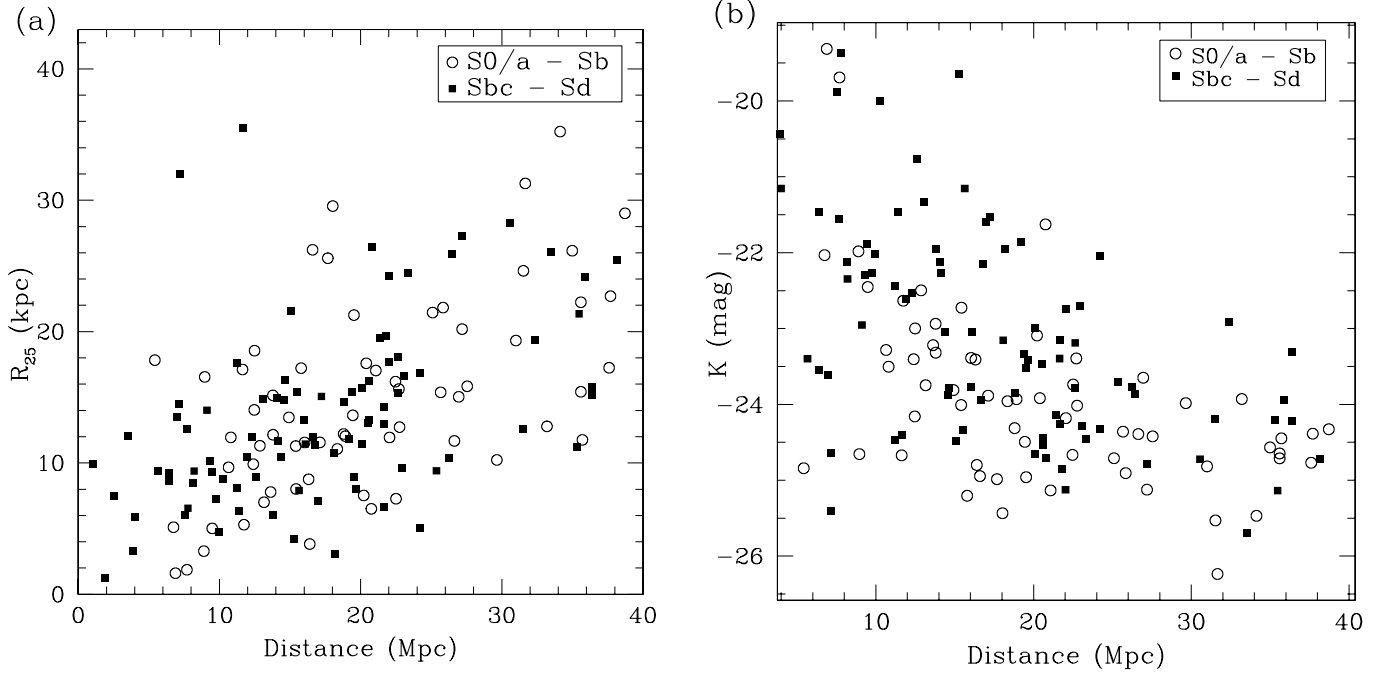 (a)
S0/a − Sb
Sbc − Sd
40
30
20
10
0
R25 (kpc)
0 10 20 30 40
Distance (Mpc)
(b)
S0/a − Sb
Sbc − Sd
−20
−22
−24
−26
K (mag)
10 20 30 40
Distance (Mpc)